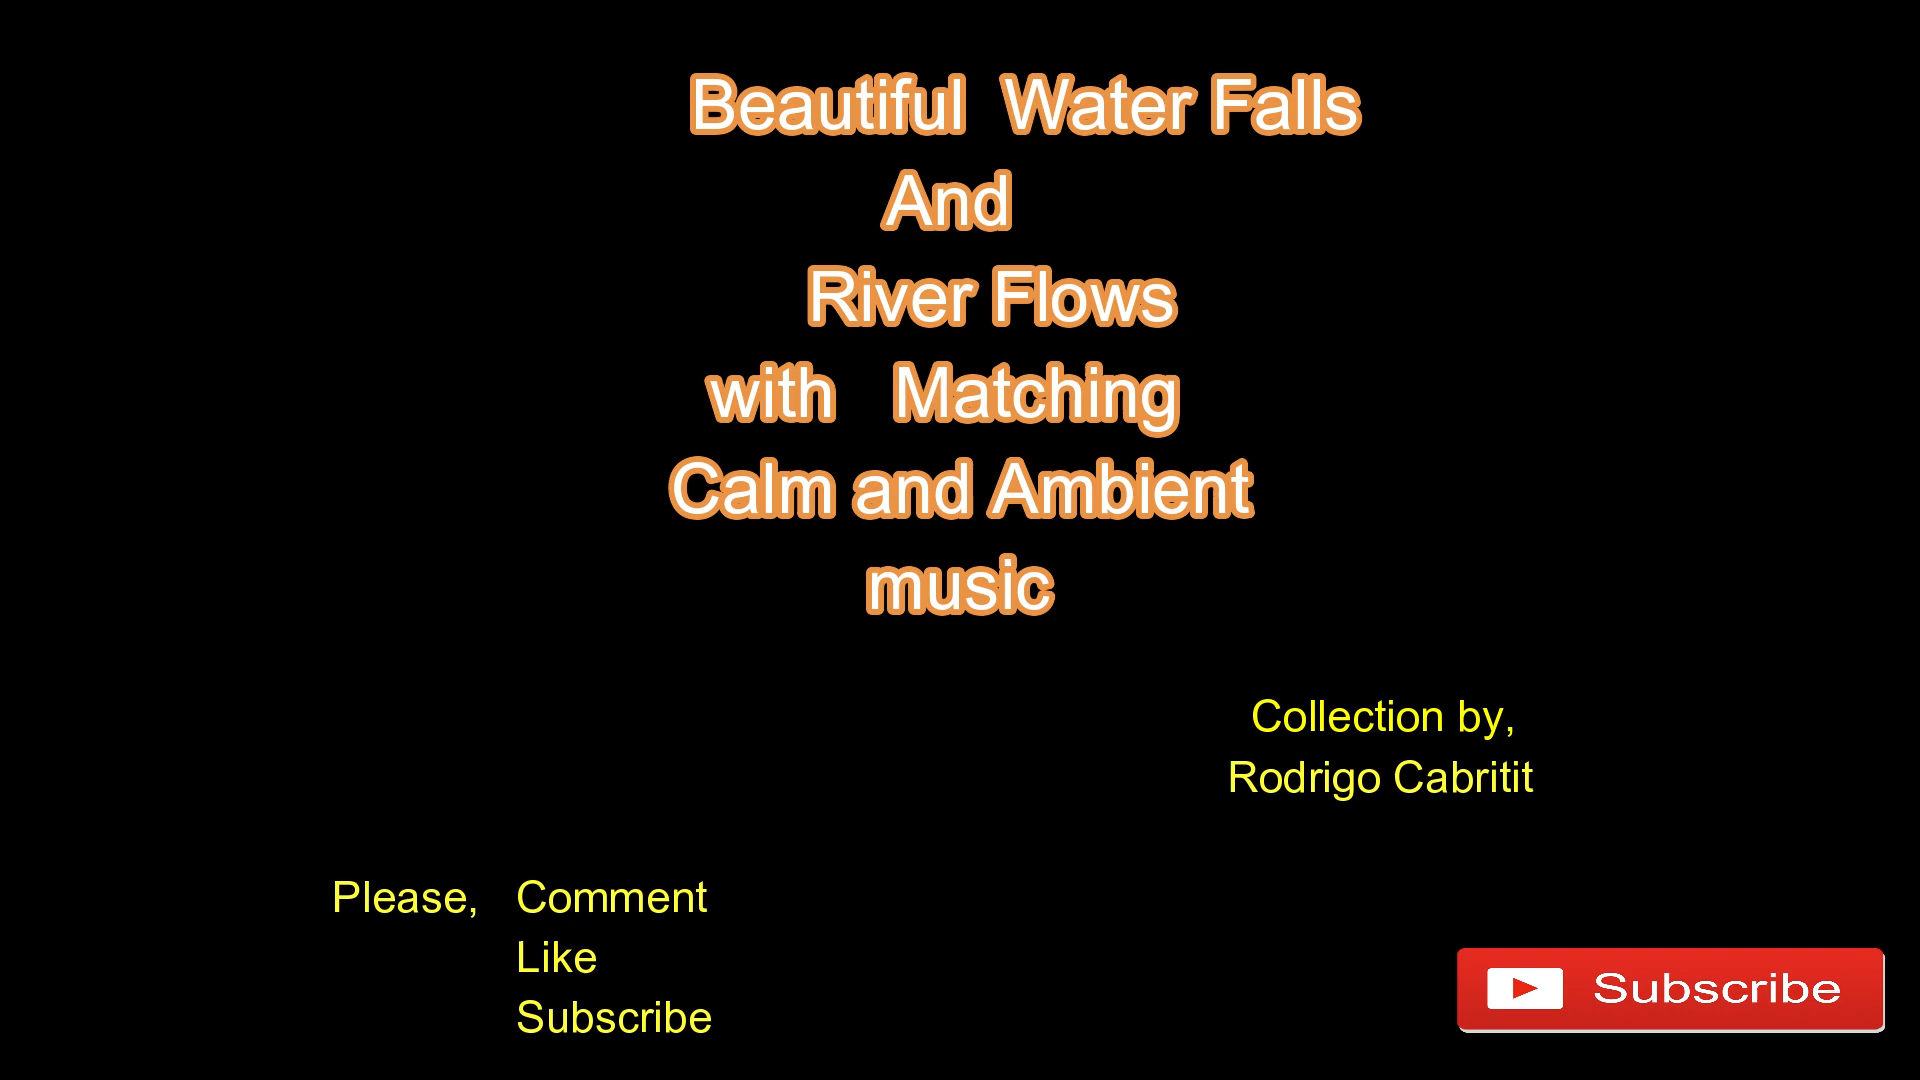 Beautiful Water Falls
And
River Flows
with Matching
Calm and Ambient
music
Collection by,
Rodrigo Cabritit
Please, Comment
Like
Subscribe
Subscribe